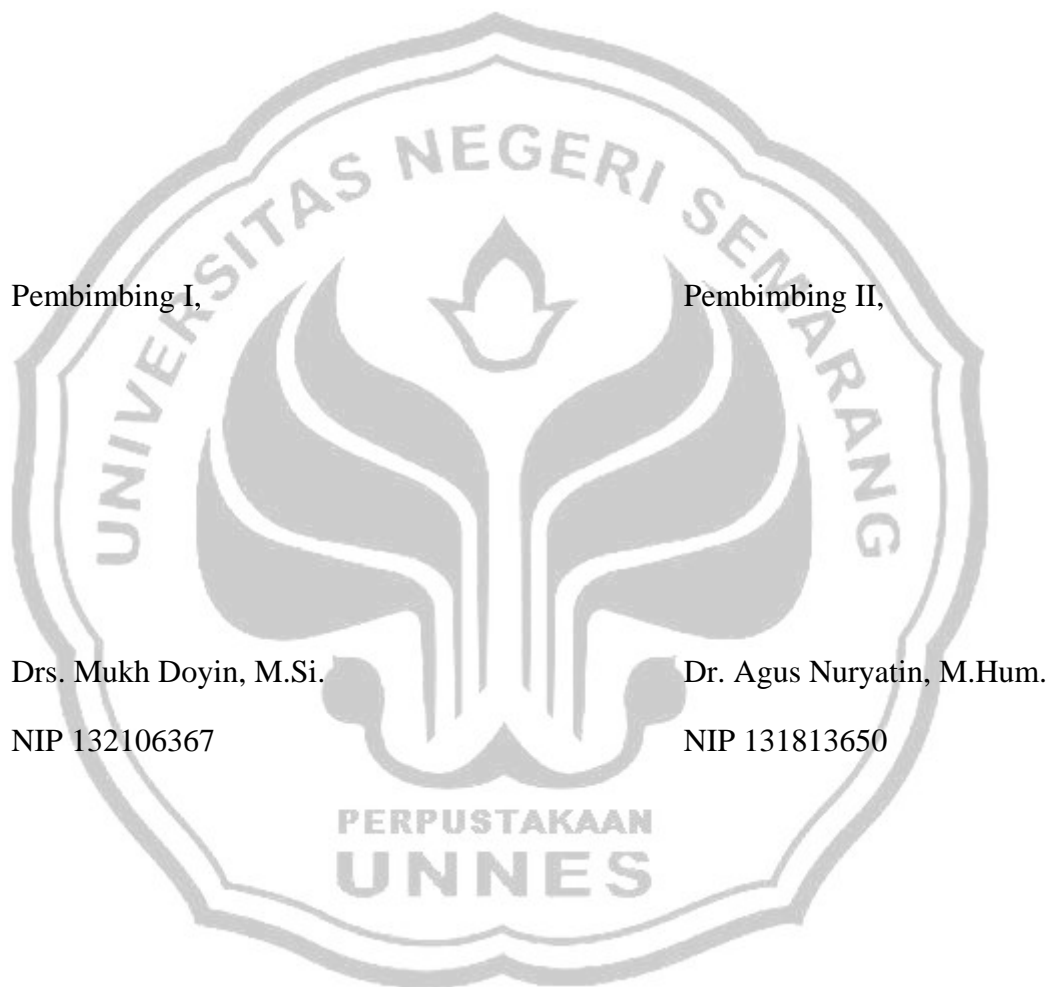 UNIVERSITAS NEGERI SEMARANG
Pembimbing I,
Pembimbing II,
Drs. Mukh Doyin, M.Si.
Dr. Agus Nuryatin, M.Hum.
NIP 132106367
NIP 131813650
PERPUSTAKAAN
UNNES